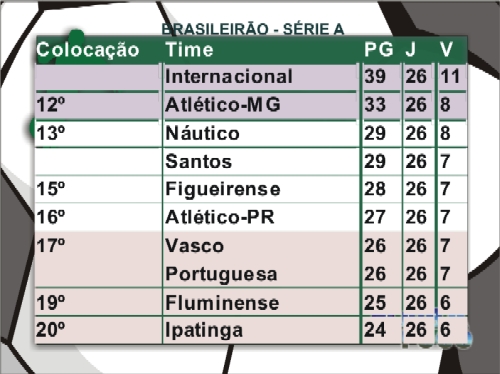 BRASILEIRÃO - SÉRIE A
Colocação Time PG J V
Internacional 39 26 11
12º Atlético-MG 33 26 8
13º Náutico 29 26 8
Santos 29 26 7
15º Figueirense 28 26 7
16º Atlético-PR 27 26 7
17º Vasco 26 26 7
Portuguesa 26 26 7
19º Fluminense 25 26 6
20º Ipatinga 24 26 6